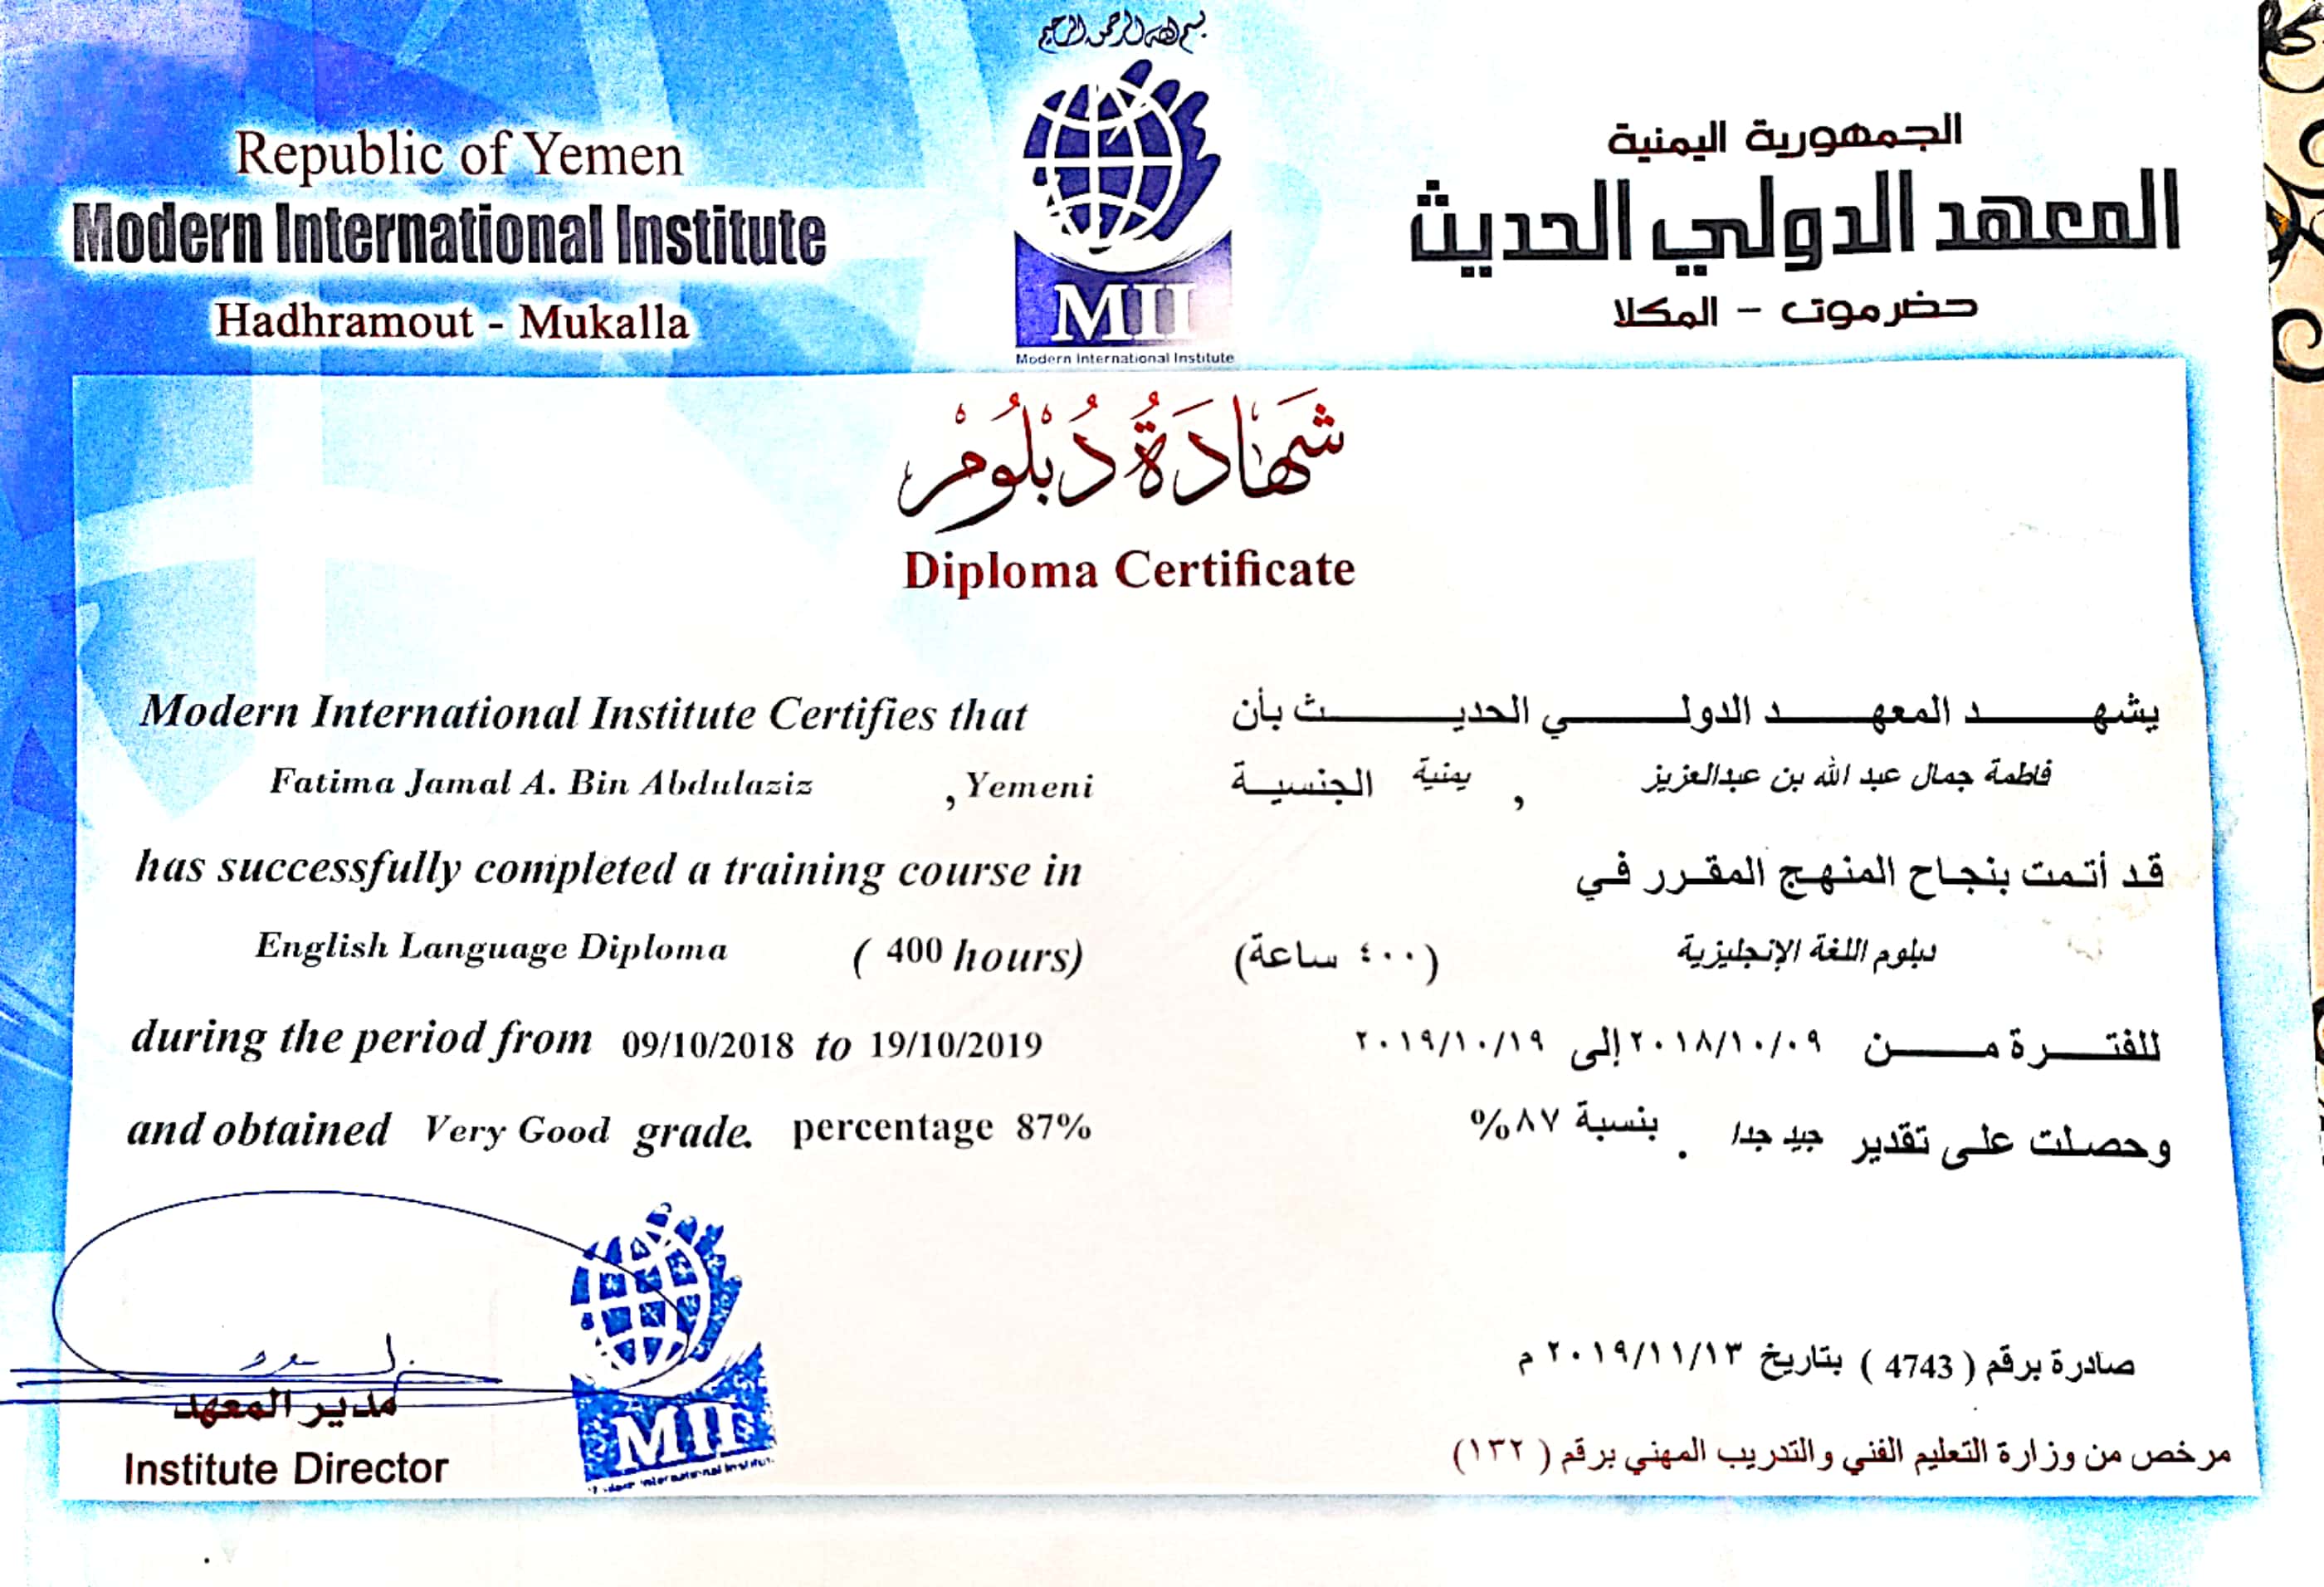 بسم الله الرحمن الرحيم
Republic of Yemen
Modern International Institute
Hadhramout - Mukalla
MII
Modern International Institute
الجمهورية اليمنية
المعهد الدولي الحديث
حضرموت - المكلا
شَهَادَةُ دُبْلُومْ
Diploma Certificate
Modern International Institute Certifies that
Fatima Jamal A. Bin Abdulaziz , Yemeni
has successfully completed a training course in
English Language Diploma ( 400 hours)
during the period from 09/10/2018 to 19/10/2019
and obtained Very Good grade. percentage 87%
يشهد المعهد الدولي الحديث بأن
فاطمة جمال عبد الله بن عبدالعزيز , يمنية الجنسية
قد أتمت بنجاح المنهج المقرر في
دبلوم اللغة الإنجليزية (٤٠٠ ساعة)
للفترة من ٢٠١٨/١٠/٠٩ إلى ٢٠١٩/١٠/١٩
وحصلت على تقدير جيد جدا . بنسبة ٨٧%
مدير المعهد
Institute Director
MII
Modern International Institute
صادرة برقم ( 4743 ) بتاريخ ٢٠١٩/١١/١٣ م
مرخص من وزارة التعليم الفني والتدريب المهني برقم ( ١٣٢)